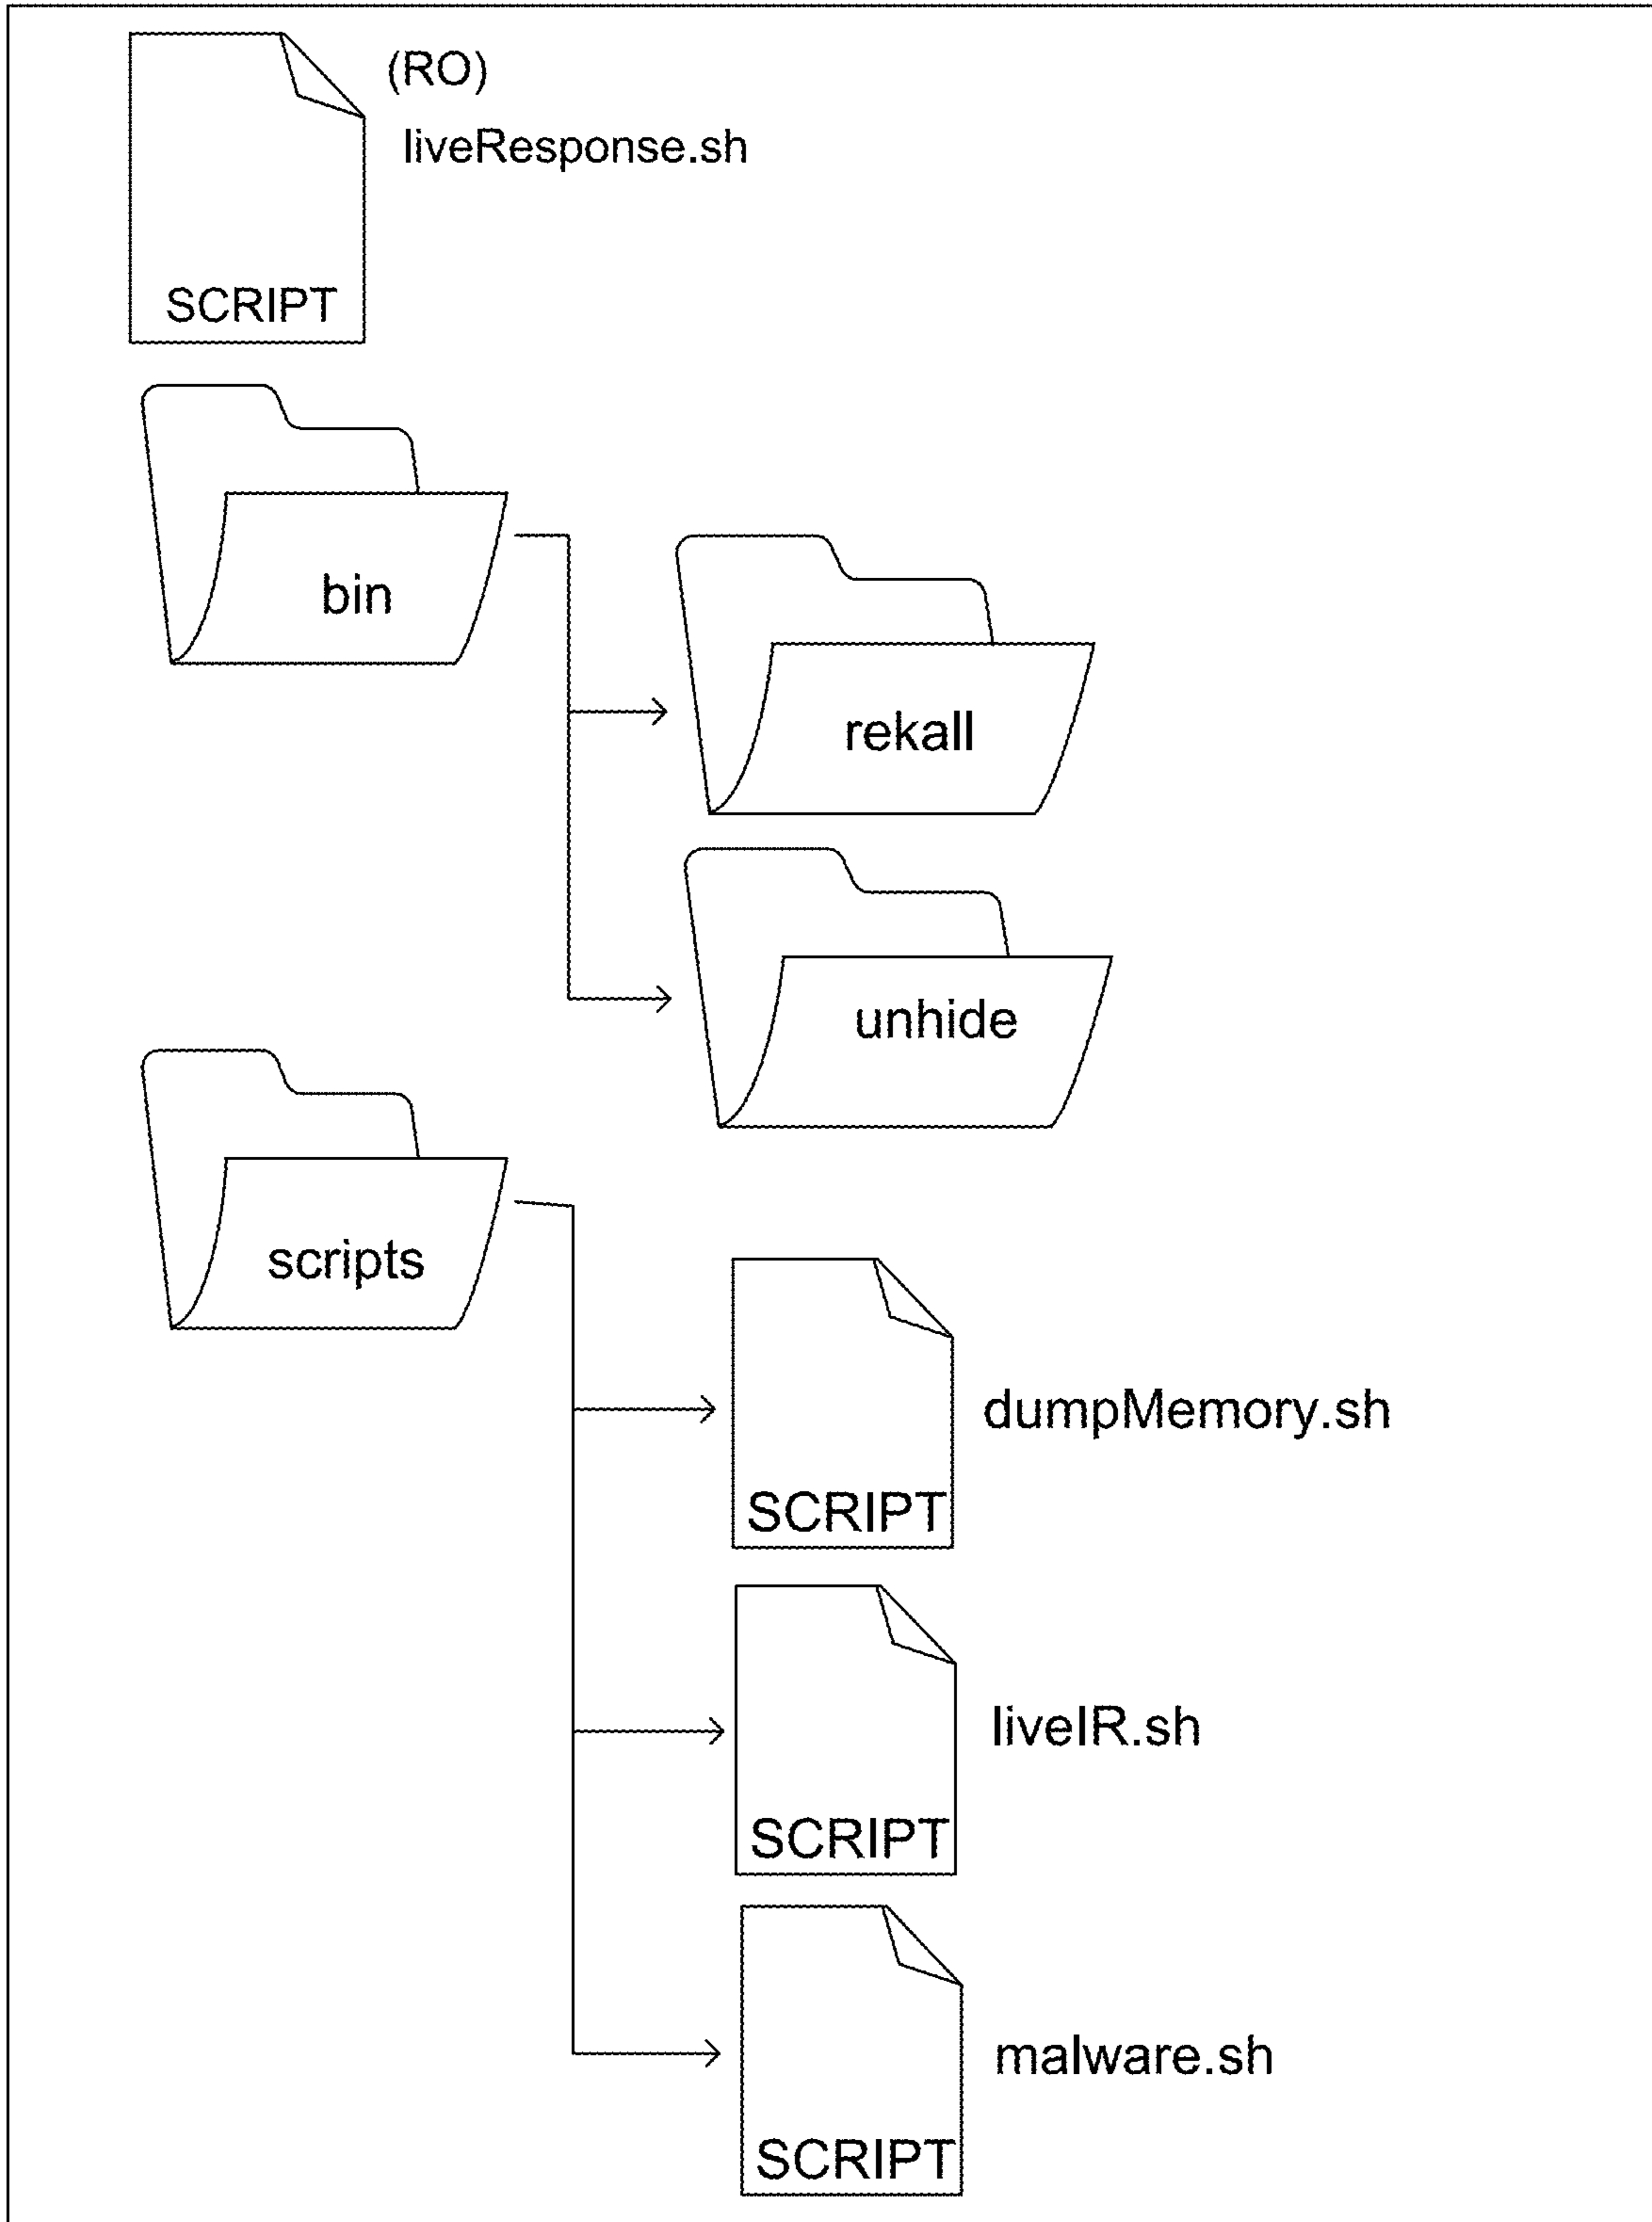 (RO)
liveResponse.sh
SCRIPT
bin
rekall
unhide
scripts
dumpMemory.sh
SCRIPT
liveIR.sh
SCRIPT
malware.sh
SCRIPT